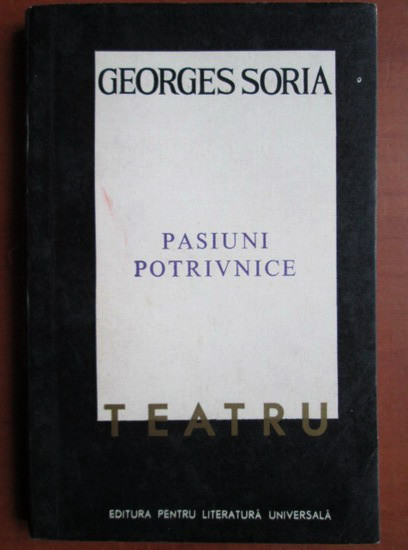 GEORGES SORIA
PASIUNI
POTRIVNICE
TEATRU
EDITURA PENTRU LITERATURĂ UNIVERSALĂ